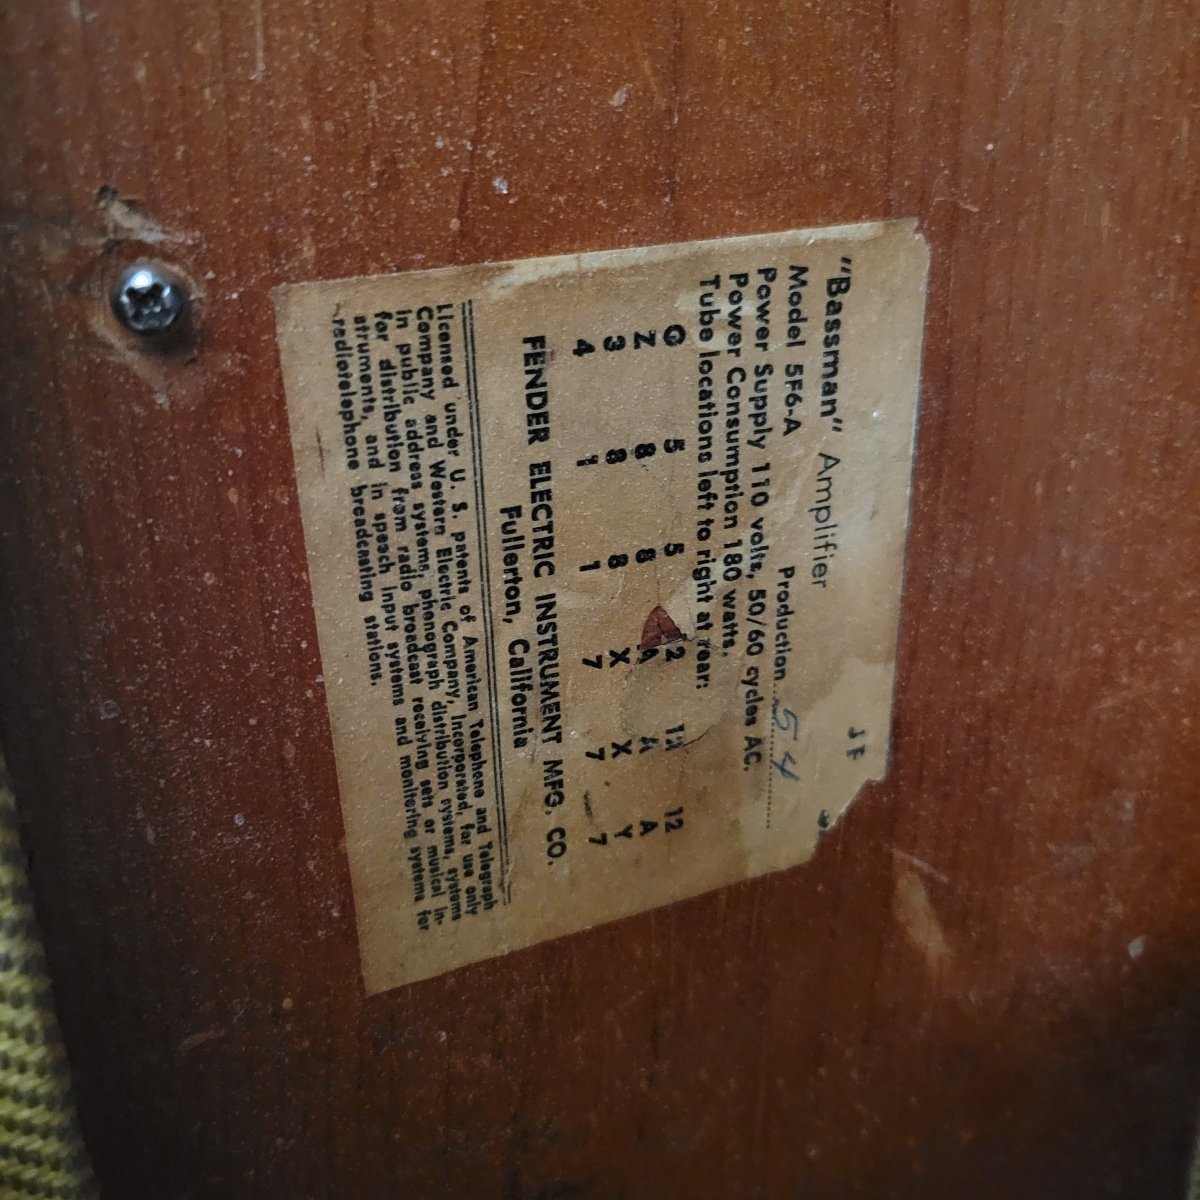 J F
"Bassman" Amplifier
Model 5F6-A Production 54
Power Supply 110 volts, 50/60 cycles AC.
Power Consumption 180 watts.
Tube locations left to right at rear:
G 5 5 12 12 12
Z 8 8 A A A
3 8 8 X X Y
4 1 1 7 7 7
FENDER ELECTRIC INSTRUMENT MFG. CO.
Fullerton, California
Licensed under U. S. patents of American Telephone and Telegraph
Company and Western Electric Company, Incorporated, for use only
in public address systems, phonograph distribution systems, systems
for distribution from radio broadcast receiving sets or musical in-
struments, and in speech input systems and monitoring systems for
radiotelephone broadcasting stations.